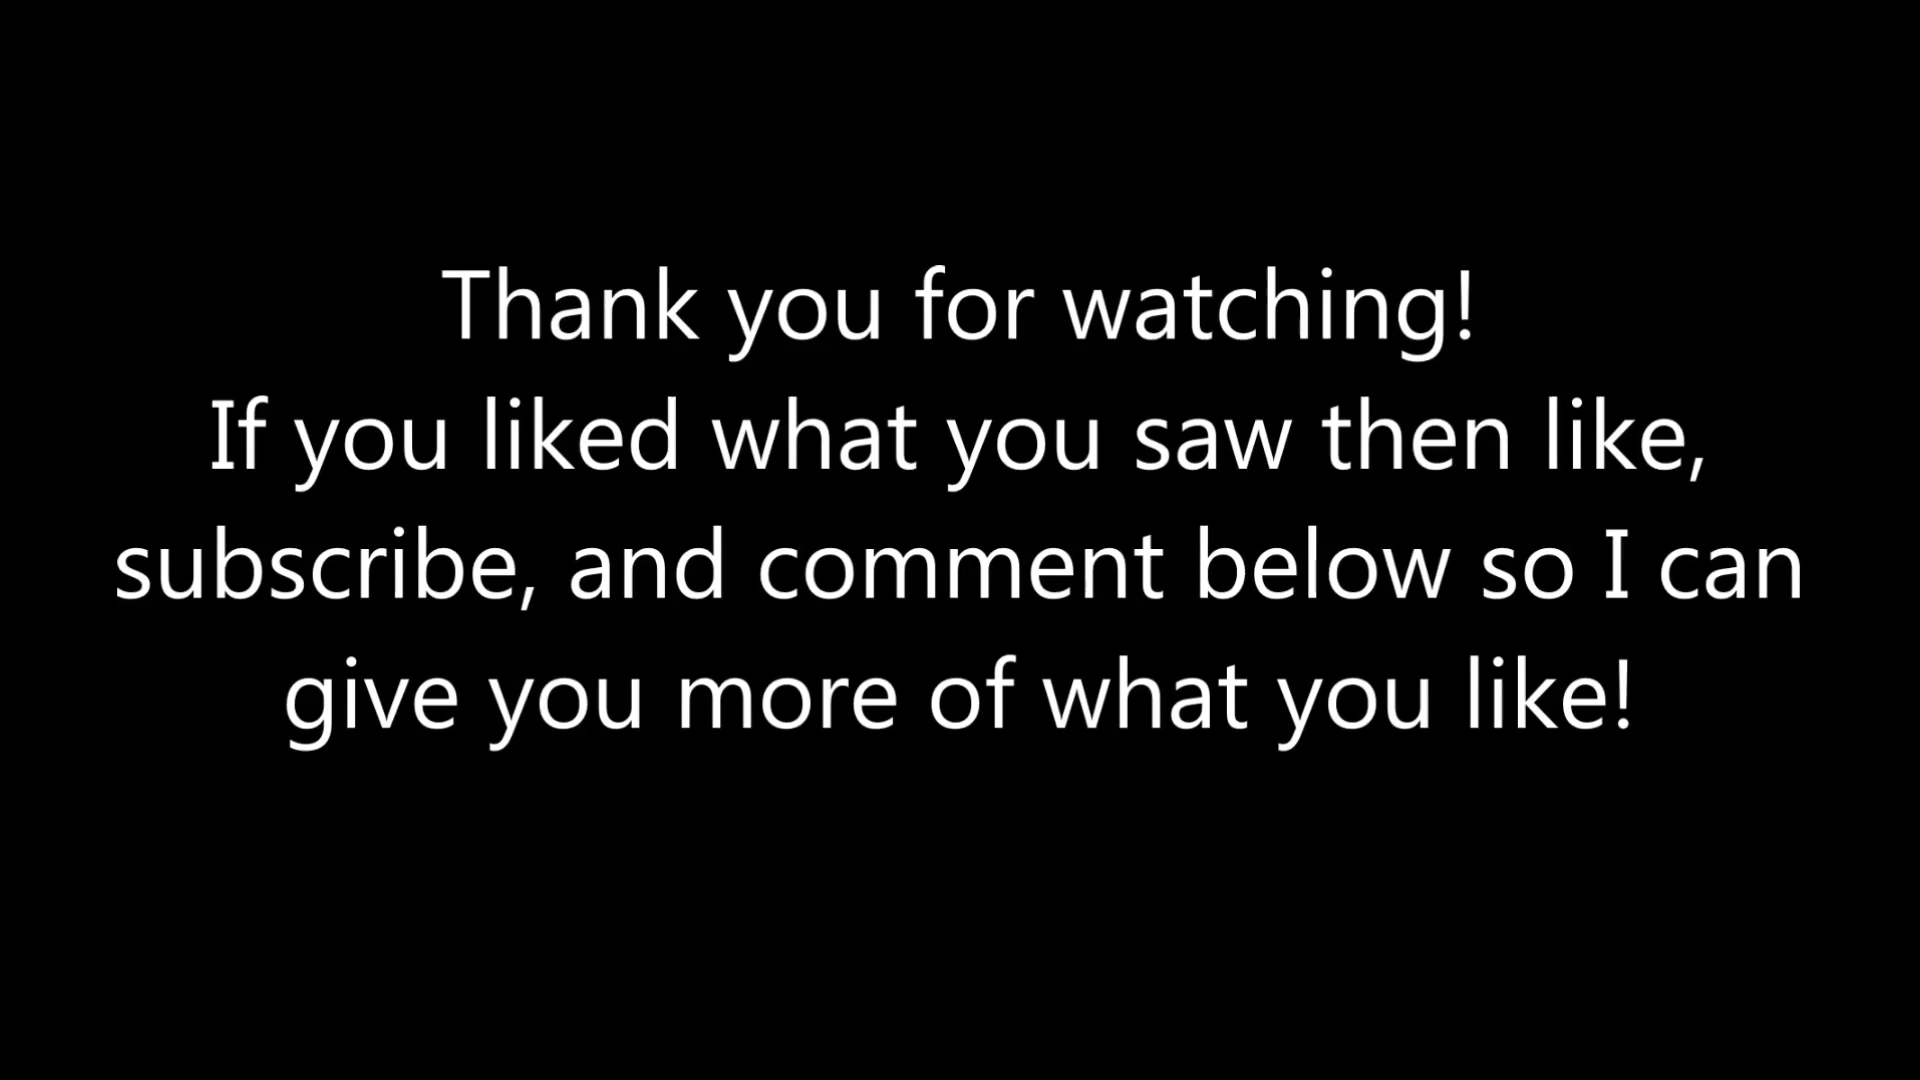 Thank you for watching!
If you liked what you saw then like,
subscribe, and comment below so I can
give you more of what you like!